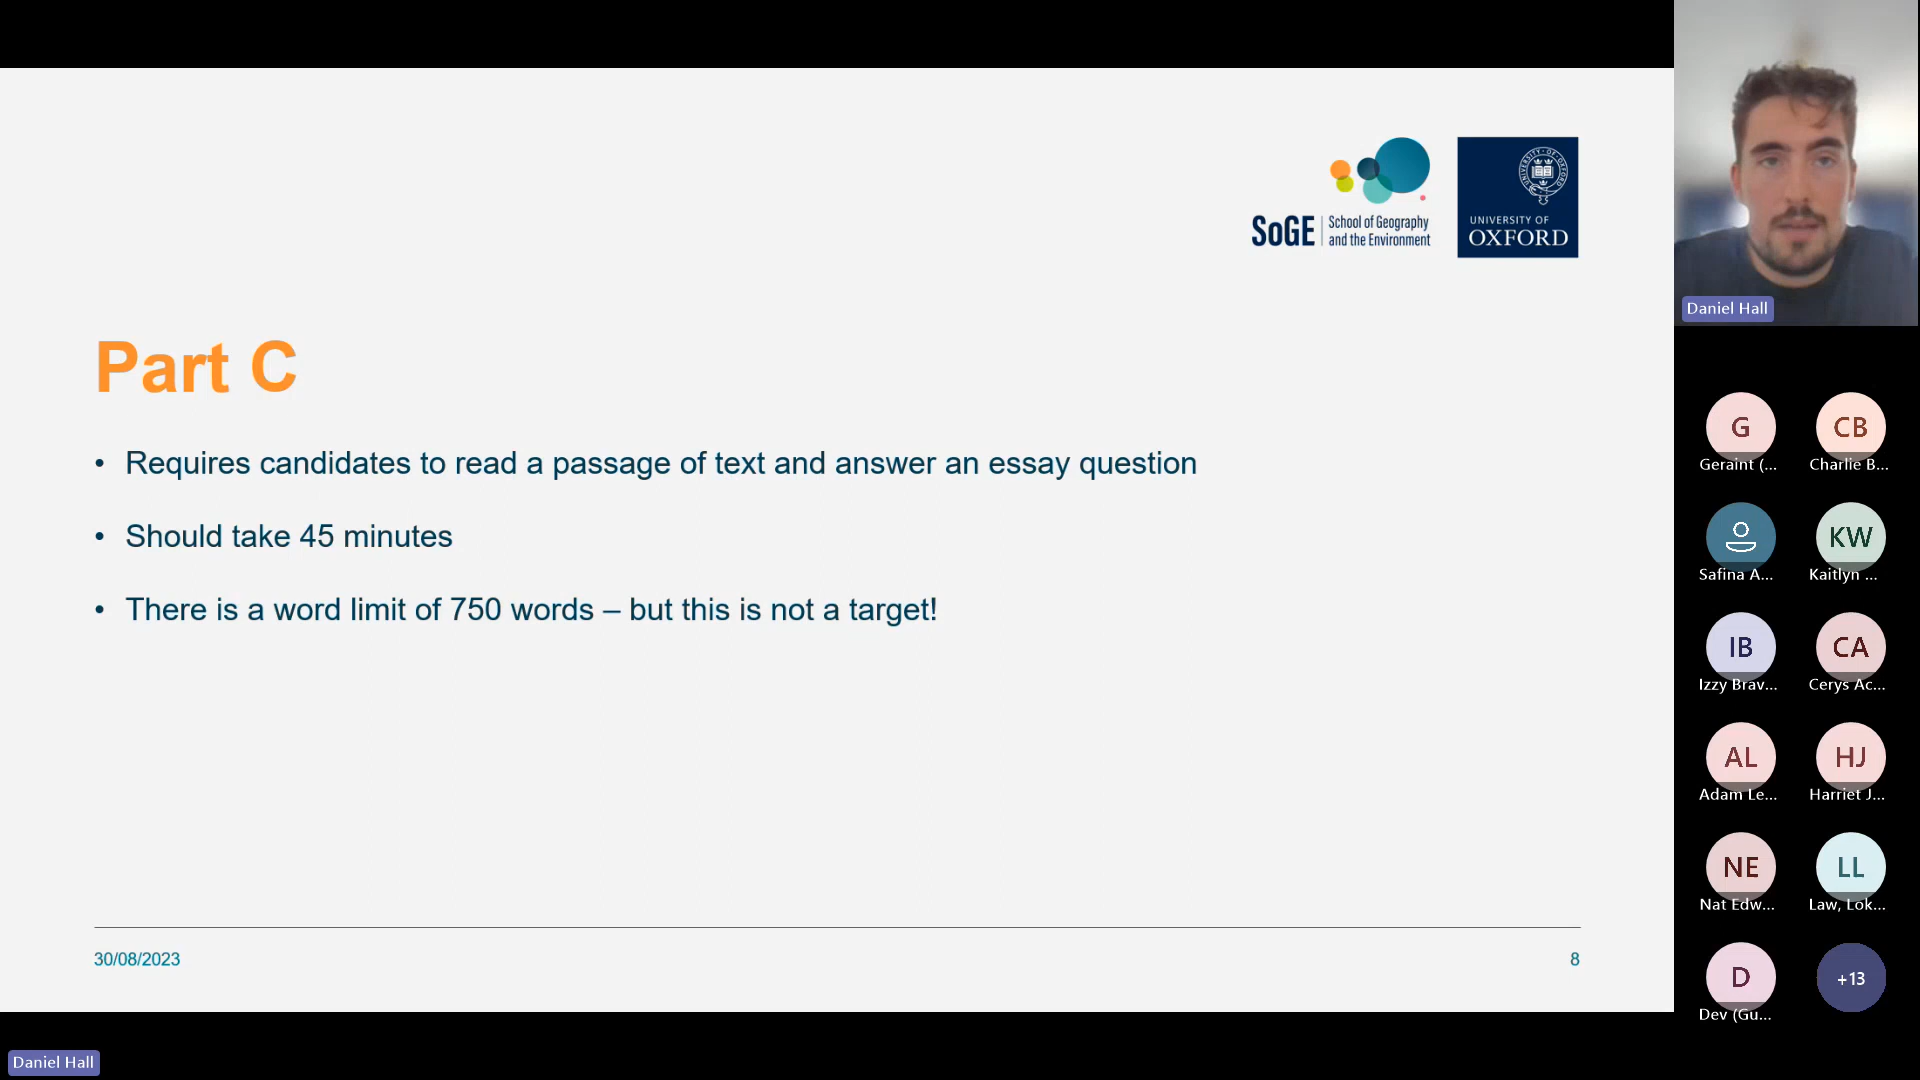 SoGE
School of Geography
and the Environment
UNIVERSITY OF OXFORD
UNIVERSITY OF
OXFORD
Part C
• Requires candidates to read a passage of text and answer an essay question
• Should take 45 minutes
• There is a word limit of 750 words – but this is not a target!
30/08/2023
8
Daniel Hall
Daniel Hall
G
CB
Geraint (...
Charlie B...
KW
Safina A...
Kaitlyn ...
IB
CA
Izzy Brav...
Cerys Ac...
AL
HJ
Adam Le...
Harriet J...
NE
LL
Nat Edw...
Law, Lok...
D
+13
Dev (Gu...